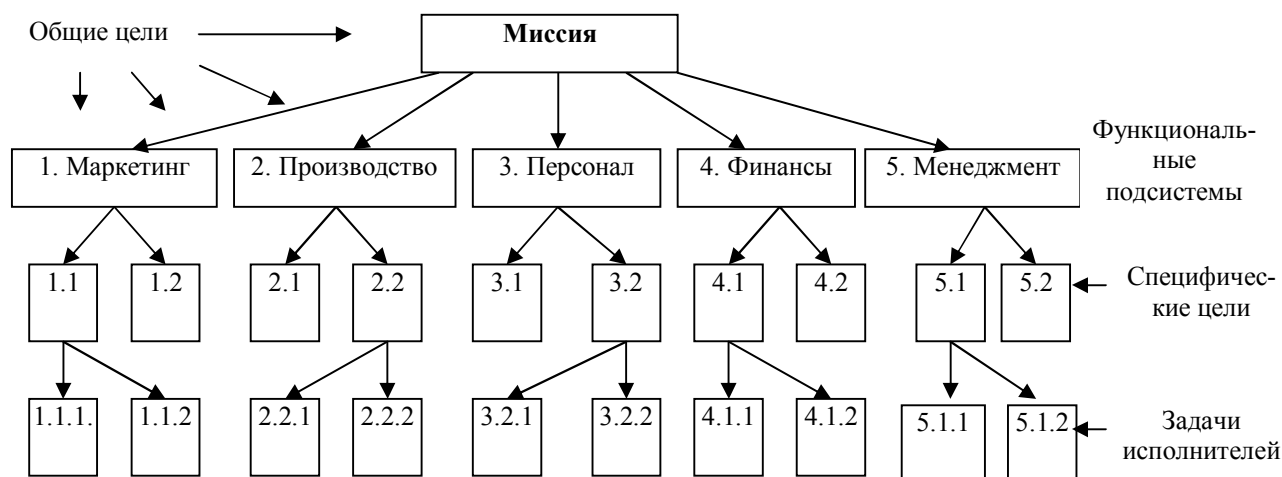 Общие цели
Миссия
Функциональ-
ные
подсистемы
1. Маркетинг
2. Производство
3. Персонал
4. Финансы
5. Менеджмент
1.1
1.2
2.1
2.2
3.1
3.2
4.1
4.2
5.1
5.2
Специфичес-
кие цели
1.1.1.
1.1.2
2.2.1
2.2.2
3.2.1
3.2.2
4.1.1
4.1.2
5.1.1
5.1.2
Задачи
исполнителей